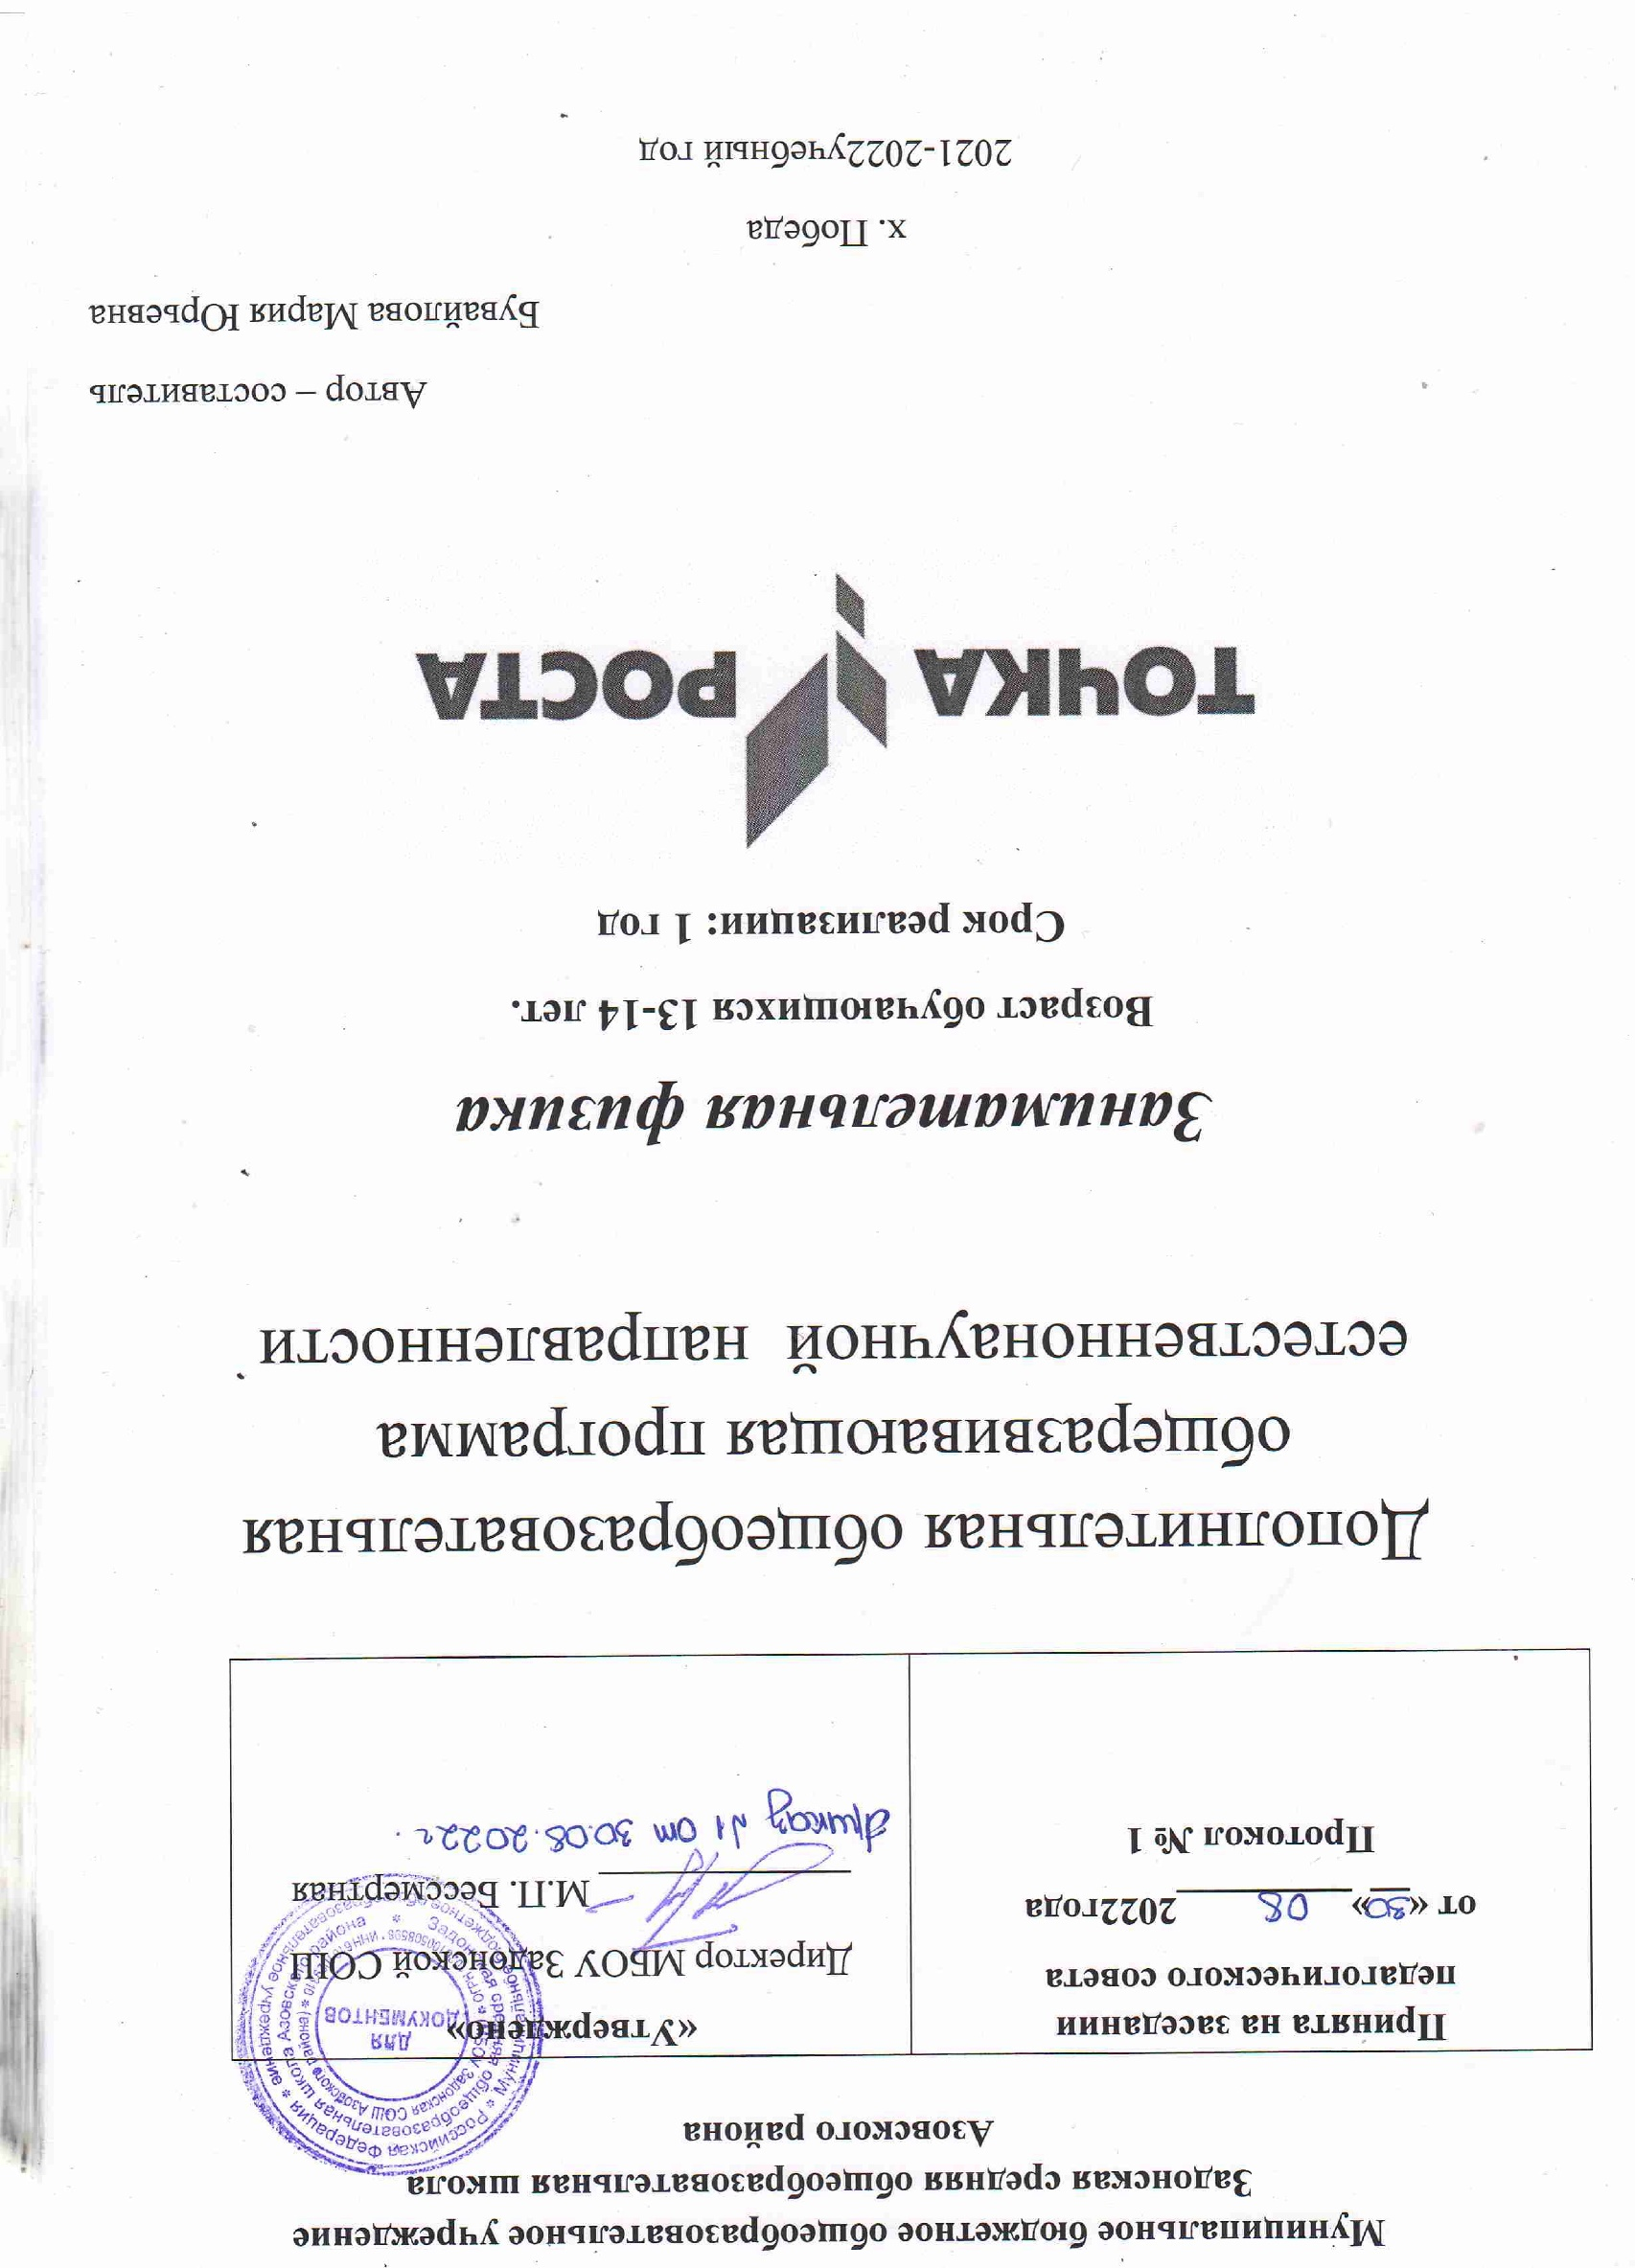 Муниципальное бюджетное общеобразовательное учреждение
Задонская средняя общеобразовательная школа
Азовского района
Принята на заседании
педагогического совета
от «30» 08 2022года
Протокол № 1
«Утверждено»
Директор МБОУ Задонской СОШ
М.П. Бессмертная
Приказ №1 от 30.08.2022г.
ДЛЯ
ДОКУМЕНТОВ
Дополнительная общеобразовательная
общеразвивающая программа
естественнонаучной направленности
Занимательная физика
Возраст обучающихся 13-14 лет.
Срок реализации: 1 год
ТОЧКА РОСТА
Автор – составитель
Бувайлова Мария Юрьевна
х. Победа
2021-2022учебный год